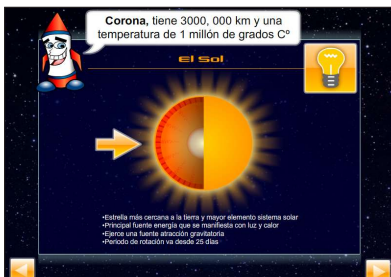 Corona, tiene 3000, 000 km y una
temperatura de 1 millón de grados Cº
El Sol
•Estrella más cercana a la tierra y mayor elemento sistema solar
•Principal fuente energía que se manifiesta con luz y calor
•Ejerce una fuente atracción gravitatoria
•Periodo de rotación va desde 25 días